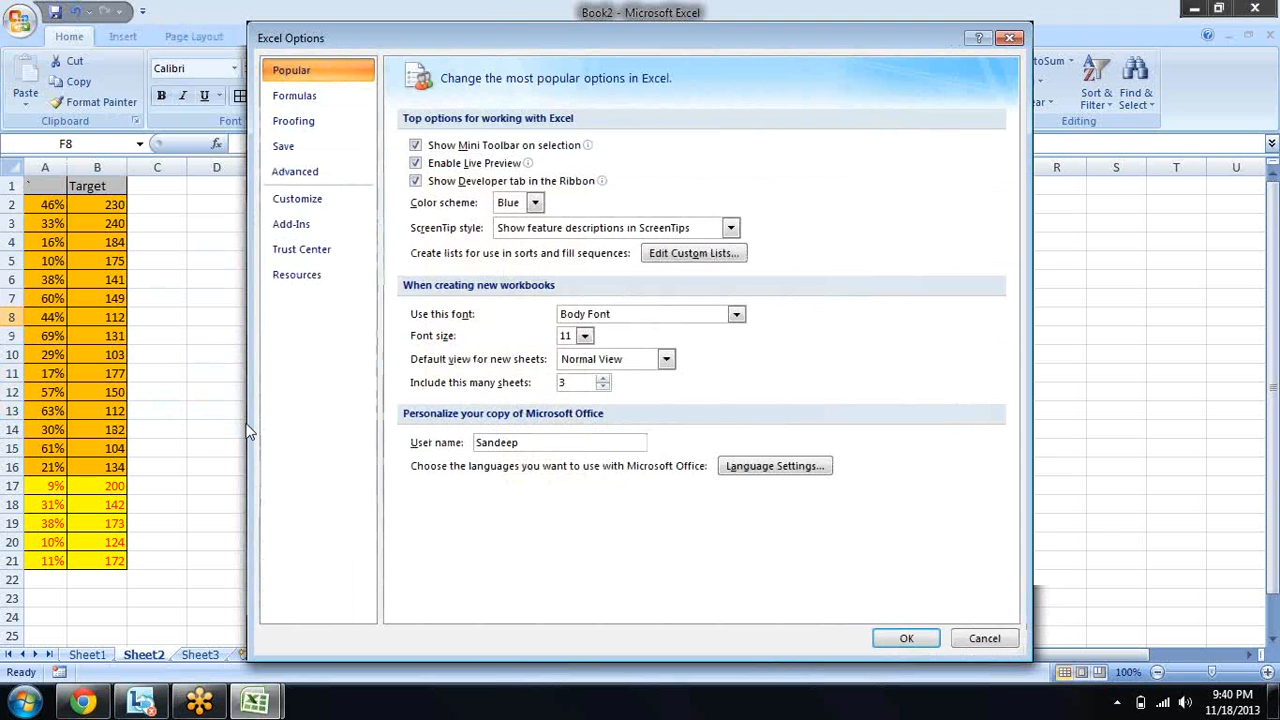 Book2 - Microsoft Excel
Home Insert Page Layout
Cut
Copy
Format Painter
Paste
Clipboard
Calibri
B I U
Font
toSum
Sort & Filter
Find & Select
Editing
F8
fx
A B C D R S T U
1 ` Target
2 46% 230
3 33% 240
4 16% 184
5 10% 175
6 38% 141
7 60% 149
8 44% 112
9 69% 131
10 29% 103
11 17% 177
12 57% 150
13 63% 112
14 30% 182
15 61% 104
16 21% 134
17 9% 200
18 31% 142
19 38% 173
20 10% 124
21 11% 172
22
23
24
25
Sheet1 Sheet2 Sheet3
Ready
100%
Excel Options
Popular
Formulas
Proofing
Save
Advanced
Customize
Add-Ins
Trust Center
Resources
Change the most popular options in Excel.
Top options for working with Excel
Show Mini Toolbar on selection
Enable Live Preview
Show Developer tab in the Ribbon
Color scheme: Blue
ScreenTip style: Show feature descriptions in ScreenTips
Create lists for use in sorts and fill sequences: Edit Custom Lists...
When creating new workbooks
Use this font: Body Font
Font size: 11
Default view for new sheets: Normal View
Include this many sheets: 3
Personalize your copy of Microsoft Office
User name: Sandeep
Choose the languages you want to use with Microsoft Office: Language Settings...
OK Cancel
9:40 PM
11/18/2013